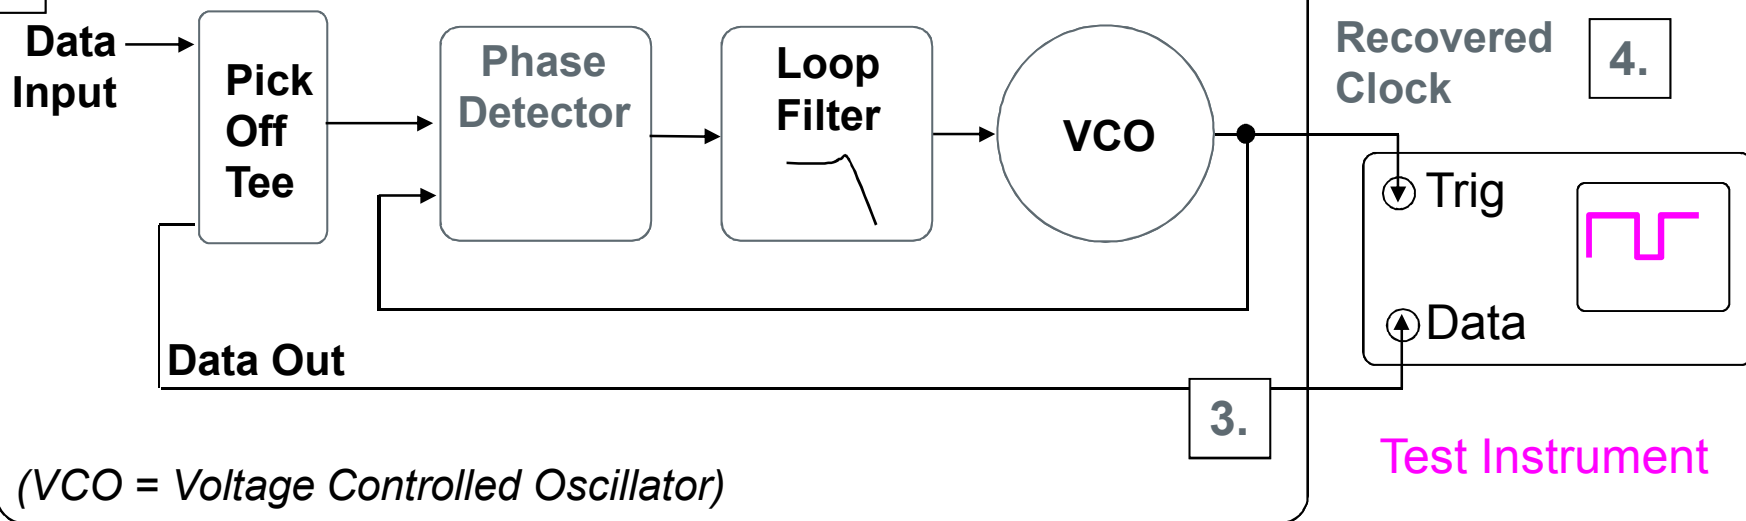 Data
Input
Pick
Off
Tee
Phase
Detector
Loop
Filter
VCO
Recovered
Clock
4.
Trig
Data
Data Out
3.
Test Instrument
(VCO = Voltage Controlled Oscillator)